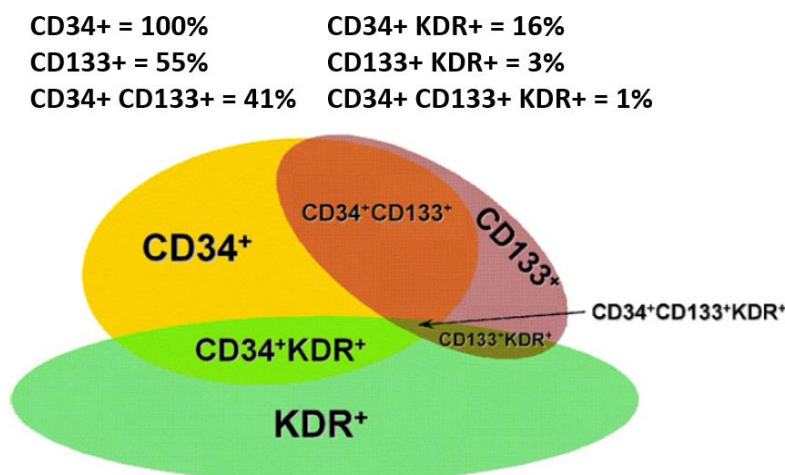 CD34+ = 100%
CD133+ = 55%
CD34+ CD133+ = 41%
CD34+ KDR+ = 16%
CD133+ KDR+ = 3%
CD34+ CD133+ KDR+ = 1%
CD34⁺CD133⁺
CD34⁺
CD133⁺
CD34⁺CD133⁺KDR⁺
CD133⁺KDR⁺
CD34⁺KDR⁺
KDR⁺